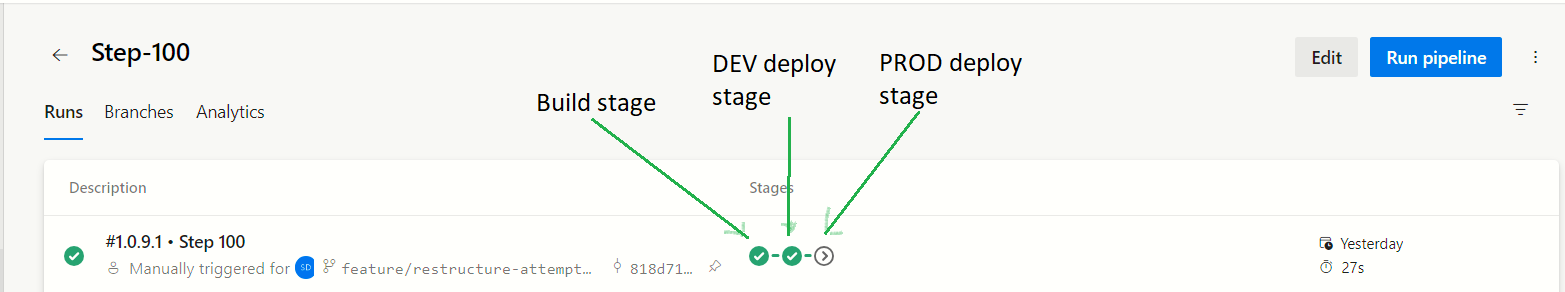 Step-100
Edit
Run pipeline
Build stage
DEV deploy
stage
PROD deploy
stage
Runs
Branches
Analytics
Description
Stages
#1.0.9.1 • Step 100
Manually triggered for SD feature/restructure-attempt... 818d71...
Yesterday
27s